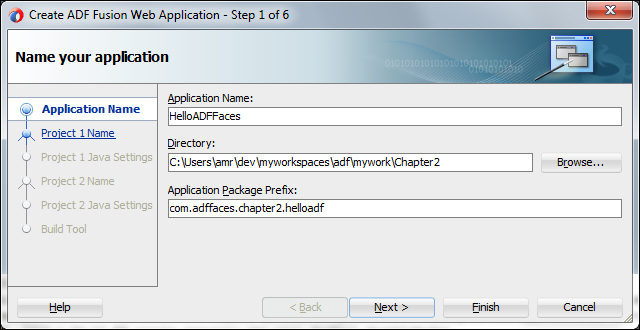 Create ADF Fusion Web Application - Step 1 of 6
Name your application
010101010101010101010101010101
0101010101
Application Name
Project 1 Name
Project 1 Java Settings
Project 2 Name
Project 2 Java Settings
Build Tool
Application Name:
HelloADFFaces
Directory:
C:\Users\amr\dev\myworkspaces\adf\mywork\Chapter2
Browse...
Application Package Prefix:
com.adffaces.chapter2.helloadf
Help
< Back
Next >
Finish
Cancel